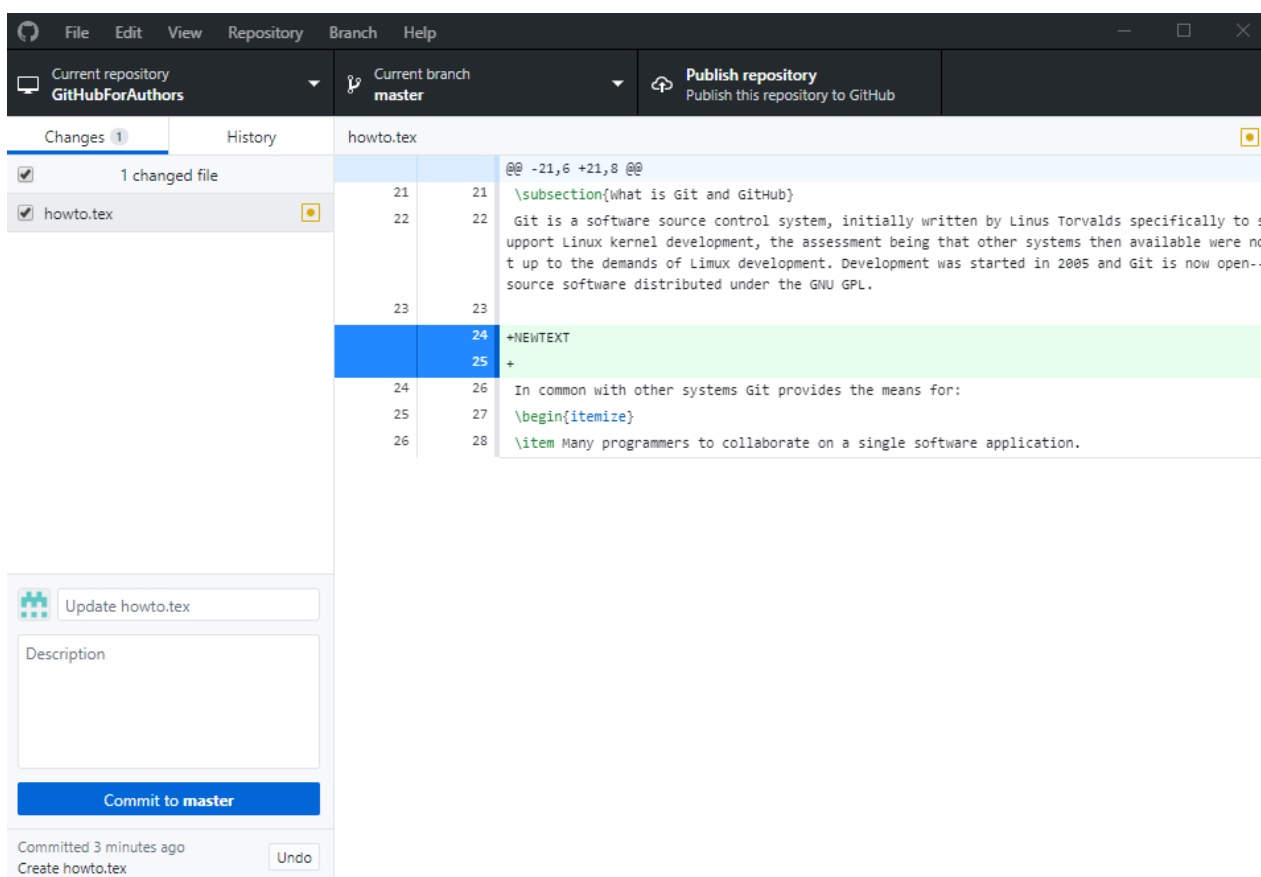 File Edit View Repository Branch Help
Current repository
GitHubForAuthors
Current branch
master
Publish repository
Publish this repository to GitHub
Changes 1 History
howto.tex
1 changed file
howto.tex
@@ -21,6 +21,8 @@
21 21 \subsection{What is Git and GitHub}
22 22 Git is a software source control system, initially written by Linus Torvalds specifically to s
upport Linux kernel development, the assessment being that other systems then available were no
t up to the demands of Limux development. Development was started in 2005 and Git is now open--
source software distributed under the GNU GPL.
23 23
24 +NEWTEXT
25 +
24 26 In common with other systems Git provides the means for:
25 27 \begin{itemize}
26 28 \item Many programmers to collaborate on a single software application.
Update howto.tex
Description
Commit to master
Committed 3 minutes ago
Create howto.tex
Undo